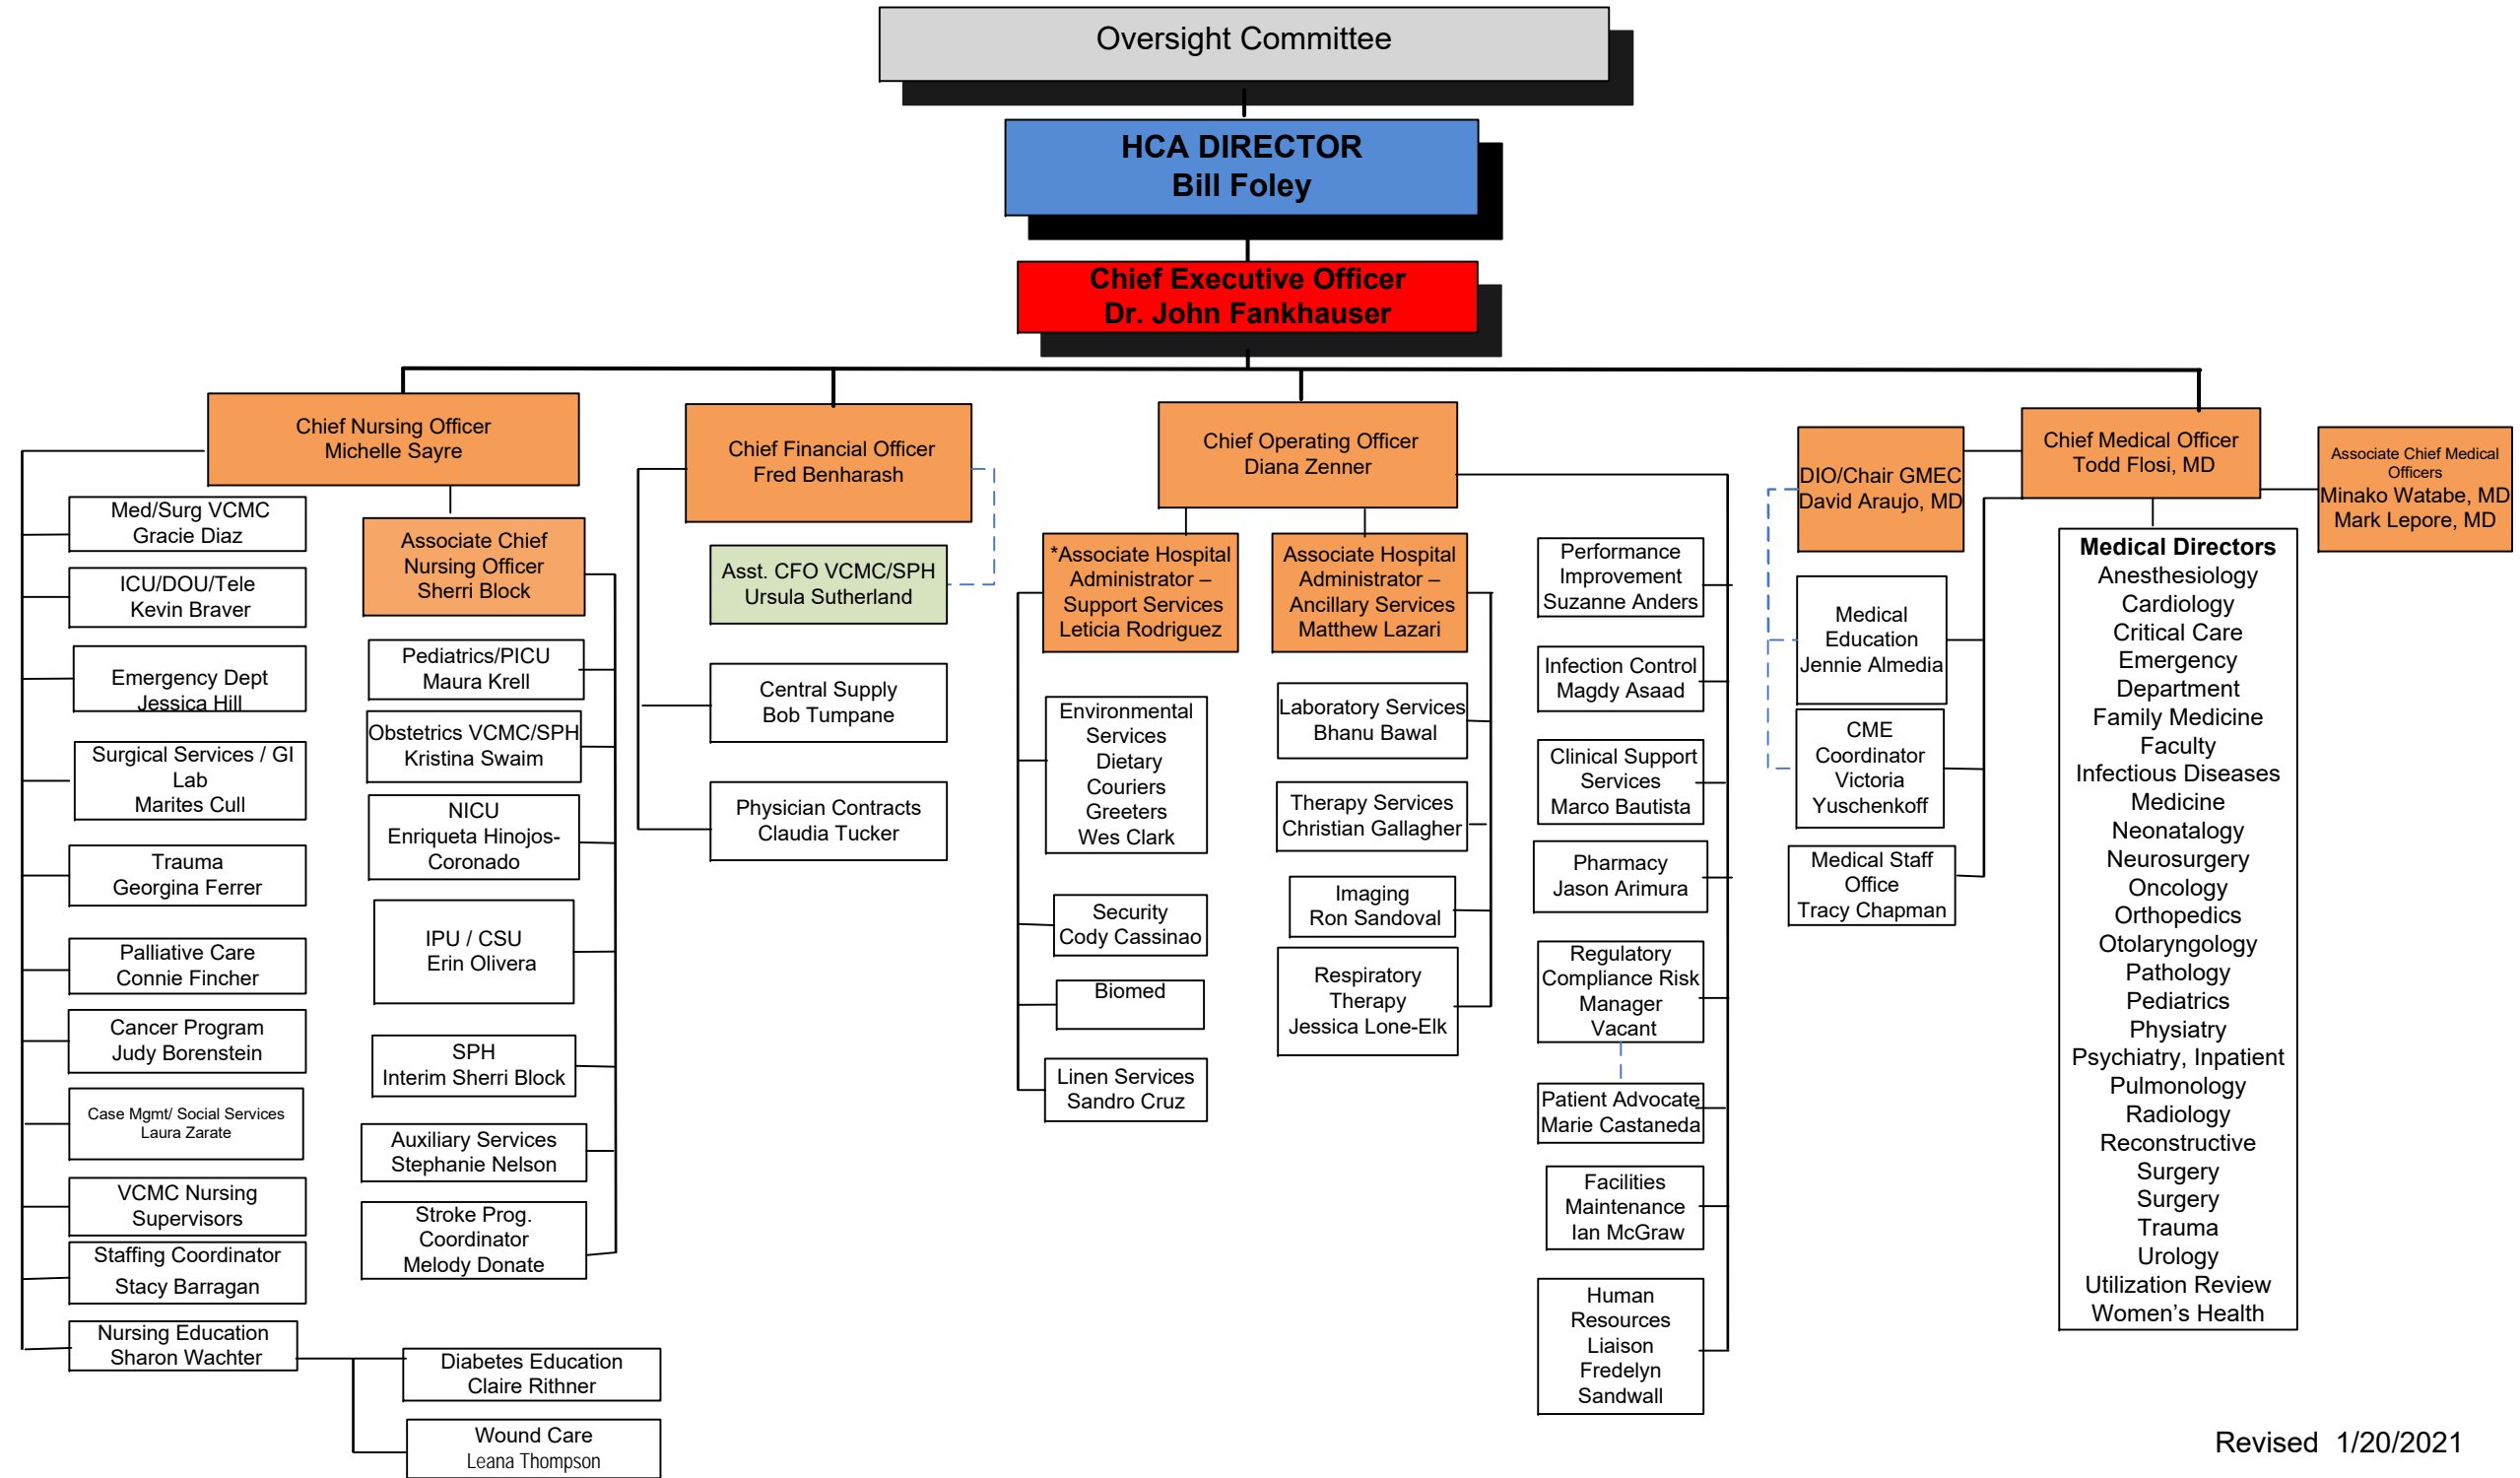 Oversight Committee
HCA DIRECTOR
Bill Foley
Chief Executive Officer
Dr. John Fankhauser
Chief Nursing Officer
Michelle Sayre
Med/Surg VCMC
Gracie Diaz
ICU/DOU/Tele
Kevin Braver
Emergency Dept
Jessica Hill
Surgical Services / GI
Lab
Marites Cull
Trauma
Georgina Ferrer
Palliative Care
Connie Fincher
Cancer Program
Judy Borenstein
Case Mgmt/ Social Services
Laura Zarate
VCMC Nursing
Supervisors
Staffing Coordinator
Stacy Barragan
Nursing Education
Sharon Wachter
Diabetes Education
Claire Rithner
Wound Care
Leana Thompson
Associate Chief
Nursing Officer
Sherri Block
Pediatrics/PICU
Maura Krell
Obstetrics VCMC/SPH
Kristina Swaim
NICU
Enriqueta Hinojos-
Coronado
IPU / CSU
Erin Olivera
SPH
Interim Sherri Block
Auxiliary Services
Stephanie Nelson
Stroke Prog.
Coordinator
Melody Donate
Chief Financial Officer
Fred Benharash
Asst. CFO VCMC/SPH
Ursula Sutherland
Central Supply
Bob Tumpane
Physician Contracts
Claudia Tucker
Chief Operating Officer
Diana Zenner
*Associate Hospital
Administrator –
Support Services
Leticia Rodriguez
Environmental
Services
Dietary
Couriers
Greeters
Wes Clark
Security
Cody Cassinao
Biomed
Linen Services
Sandro Cruz
Associate Hospital
Administrator –
Ancillary Services
Matthew Lazari
Laboratory Services
Bhanu Bawal
Therapy Services
Christian Gallagher
Imaging
Ron Sandoval
Respiratory
Therapy
Jessica Lone-Elk
Performance
Improvement
Suzanne Anders
Infection Control
Magdy Asaad
Clinical Support
Services
Marco Bautista
Pharmacy
Jason Arimura
Regulatory
Compliance Risk
Manager
Vacant
Patient Advocate
Marie Castaneda
Facilities
Maintenance
Ian McGraw
Human
Resources
Liaison
Fredelyn
Sandwall
Chief Medical Officer
Todd Flosi, MD
DIO/Chair GMEC
David Araujo, MD
Medical
Education
Jennie Almedia
CME
Coordinator
Victoria
Yuschenkoff
Medical Staff
Office
Tracy Chapman
Associate Chief Medical
Officers
Minako Watabe, MD
Mark Lepore, MD
Medical Directors
Anesthesiology
Cardiology
Critical Care
Emergency
Department
Family Medicine
Faculty
Infectious Diseases
Medicine
Neonatalogy
Neurosurgery
Oncology
Orthopedics
Otolaryngology
Pathology
Pediatrics
Physiatry
Psychiatry, Inpatient
Pulmonology
Radiology
Reconstructive
Surgery
Surgery
Trauma
Urology
Utilization Review
Women’s Health
Revised 1/20/2021